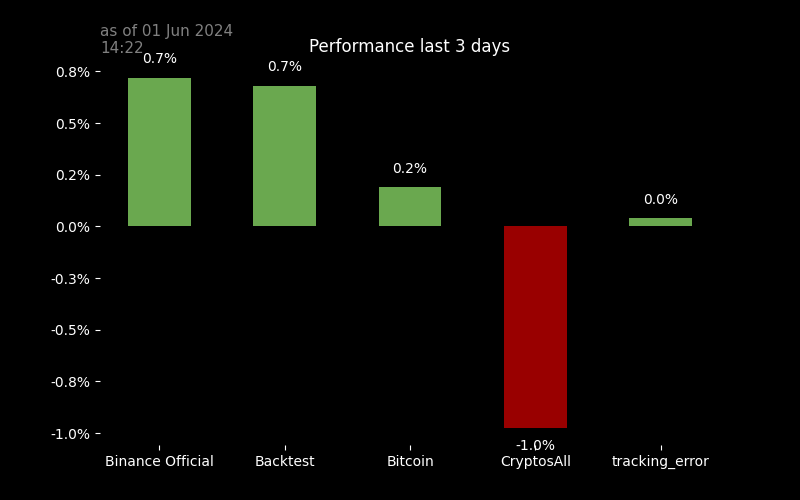 as of 01 Jun 2024
14:22
Performance last 3 days
0.7%
0.7%
0.2%
-1.0%
0.0%
0.8%
0.5%
0.2%
0.0%
-0.3%
-0.5%
-0.8%
-1.0%
Binance Official
Backtest
Bitcoin
CryptosAll
tracking_error